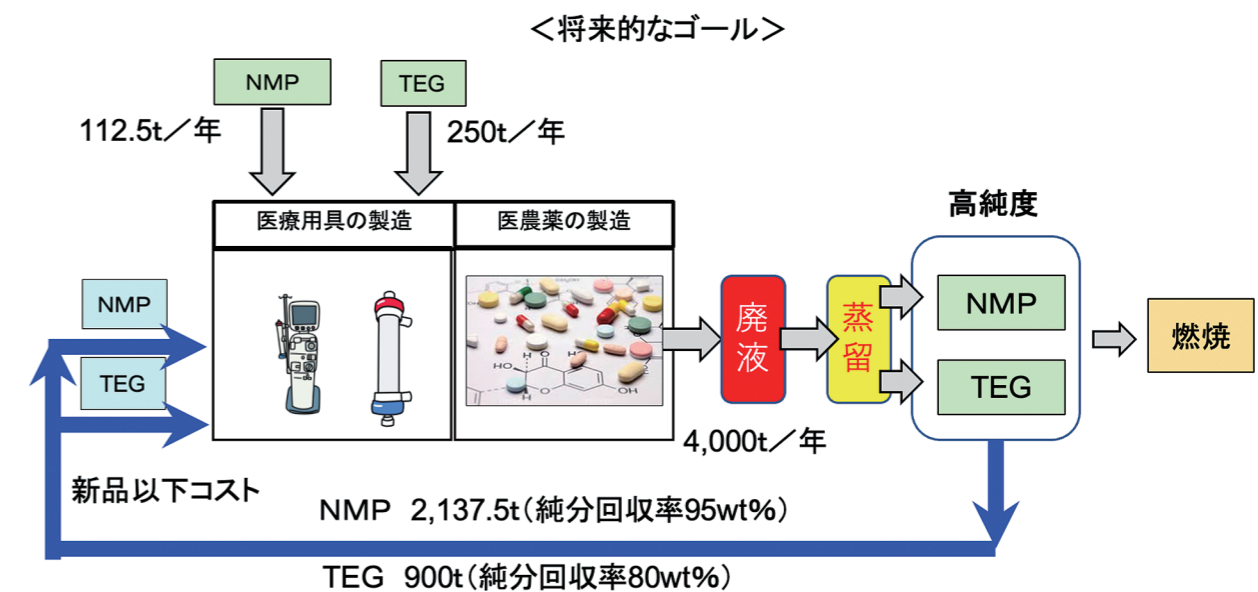 ＜将来的なゴール＞
NMP
TEG
112.5t／年
250t／年
医療用具の製造
医農薬の製造
高純度
NMP
TEG
HO
O
H
H
O
H
OH
廃液
蒸留
NMP
TEG
燃焼
4,000t／年
新品以下コスト
NMP 2,137.5t（純分回収率95wt%）
TEG 900t（純分回収率80wt%）